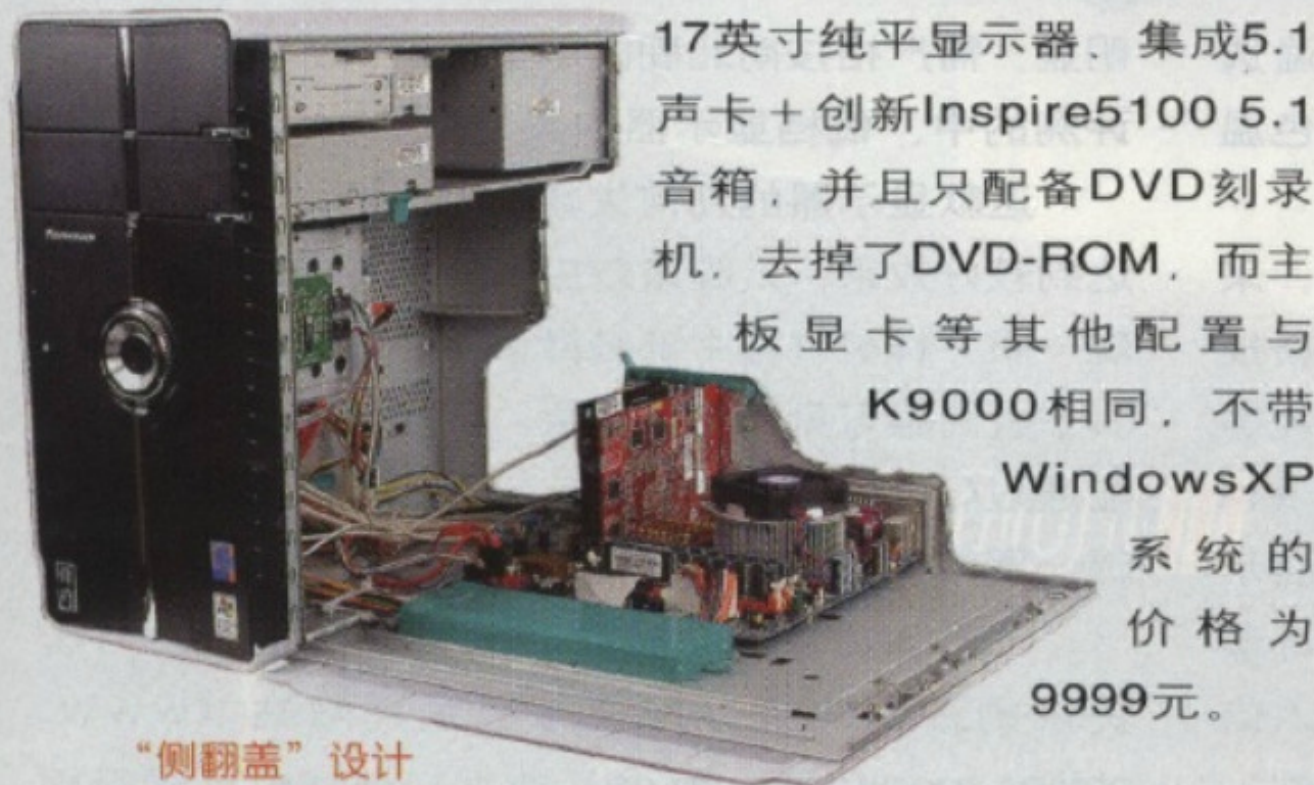 17英寸纯平显示器、集成5.1
声卡＋创新Inspire5100 5.1
音箱，并且只配备DVD刻录
机，去掉了DVD-ROM，而主
板显卡等其他配置与
K9000相同，不带
WindowsXP
系统的
价格为
9999元。
“侧翻盖”设计